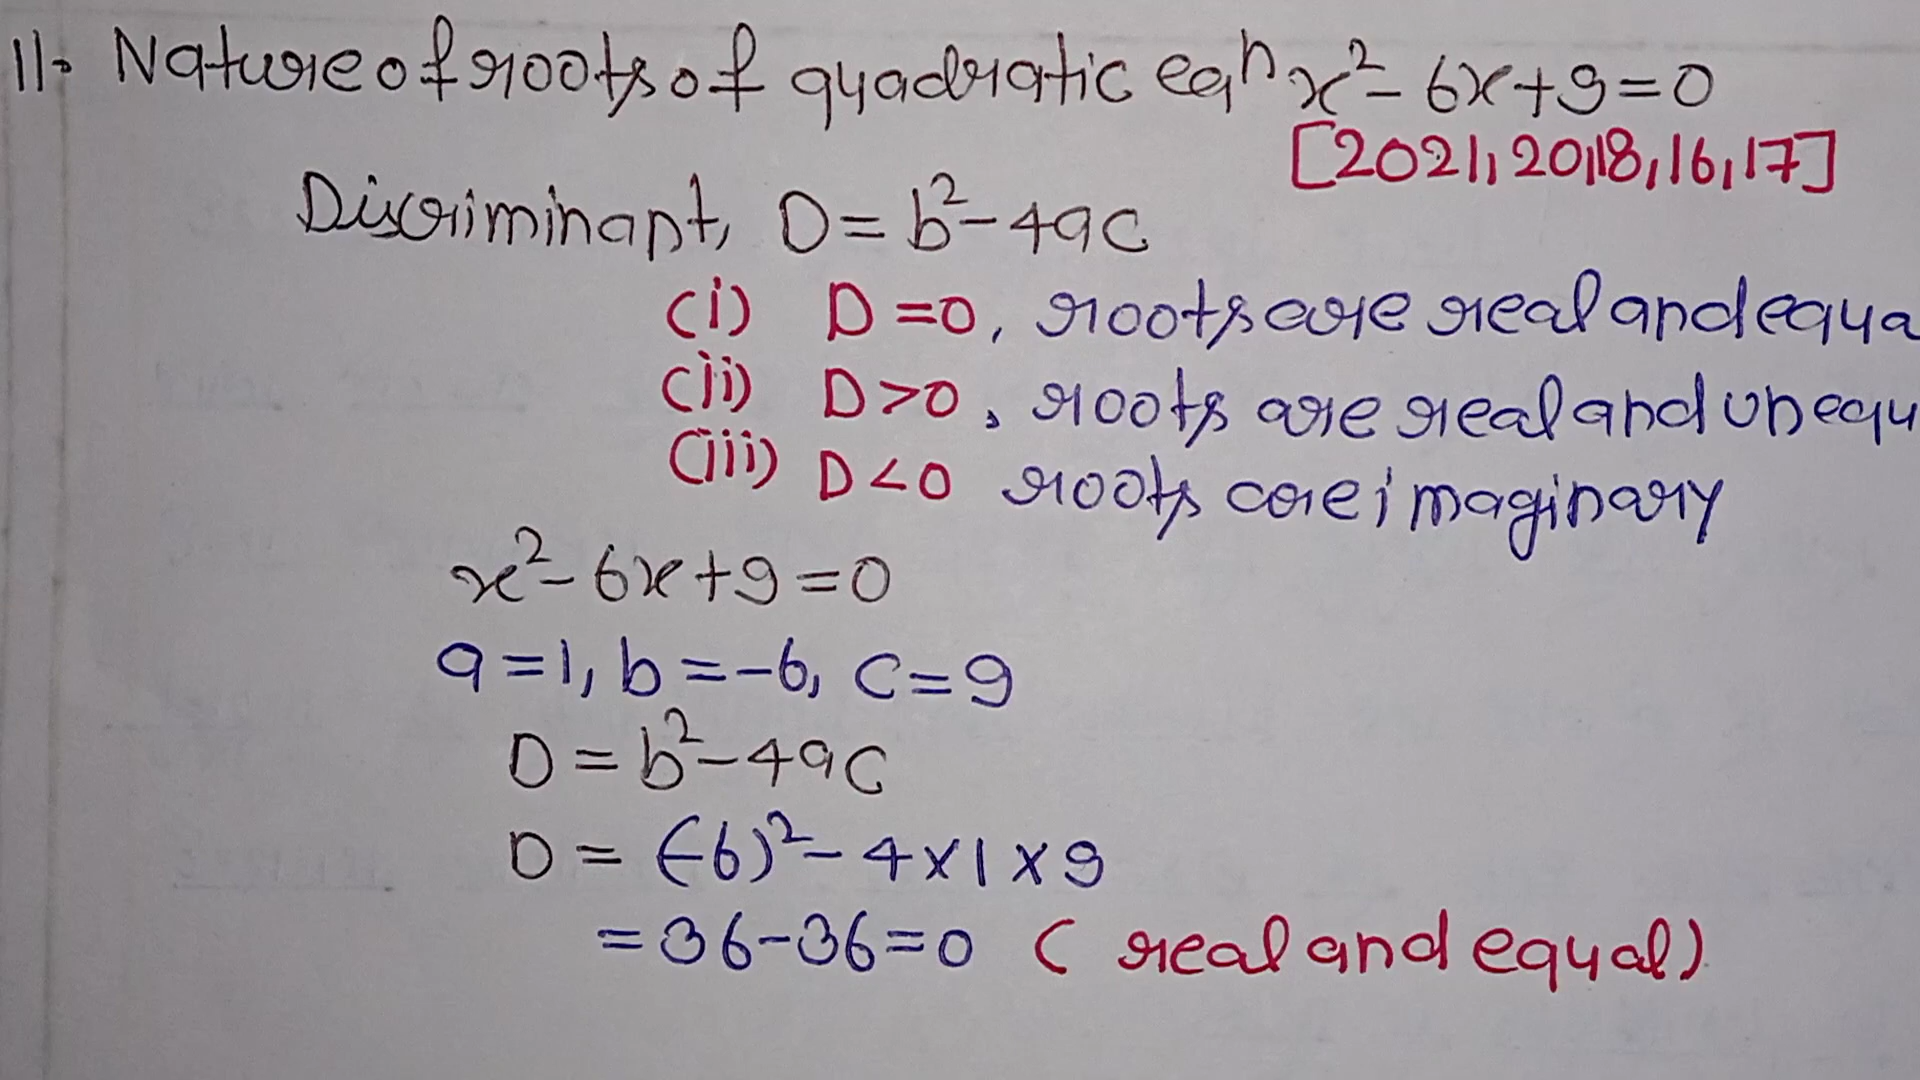 11. Nature of roots of quadratic eqn x² - 6x + 9 = 0
[2021, 2018, 16, 17]
Discriminant, D = b² - 4ac
(i) D = 0, roots are real and equa
(ii) D > 0, roots are real and unequ
(iii) D < 0 roots are imaginary
x² - 6x + 9 = 0
a = 1, b = -6, c = 9
D = b² - 4ac
D = (-6)² - 4 × 1 × 9
= 36 - 36 = 0 ( real and equal)